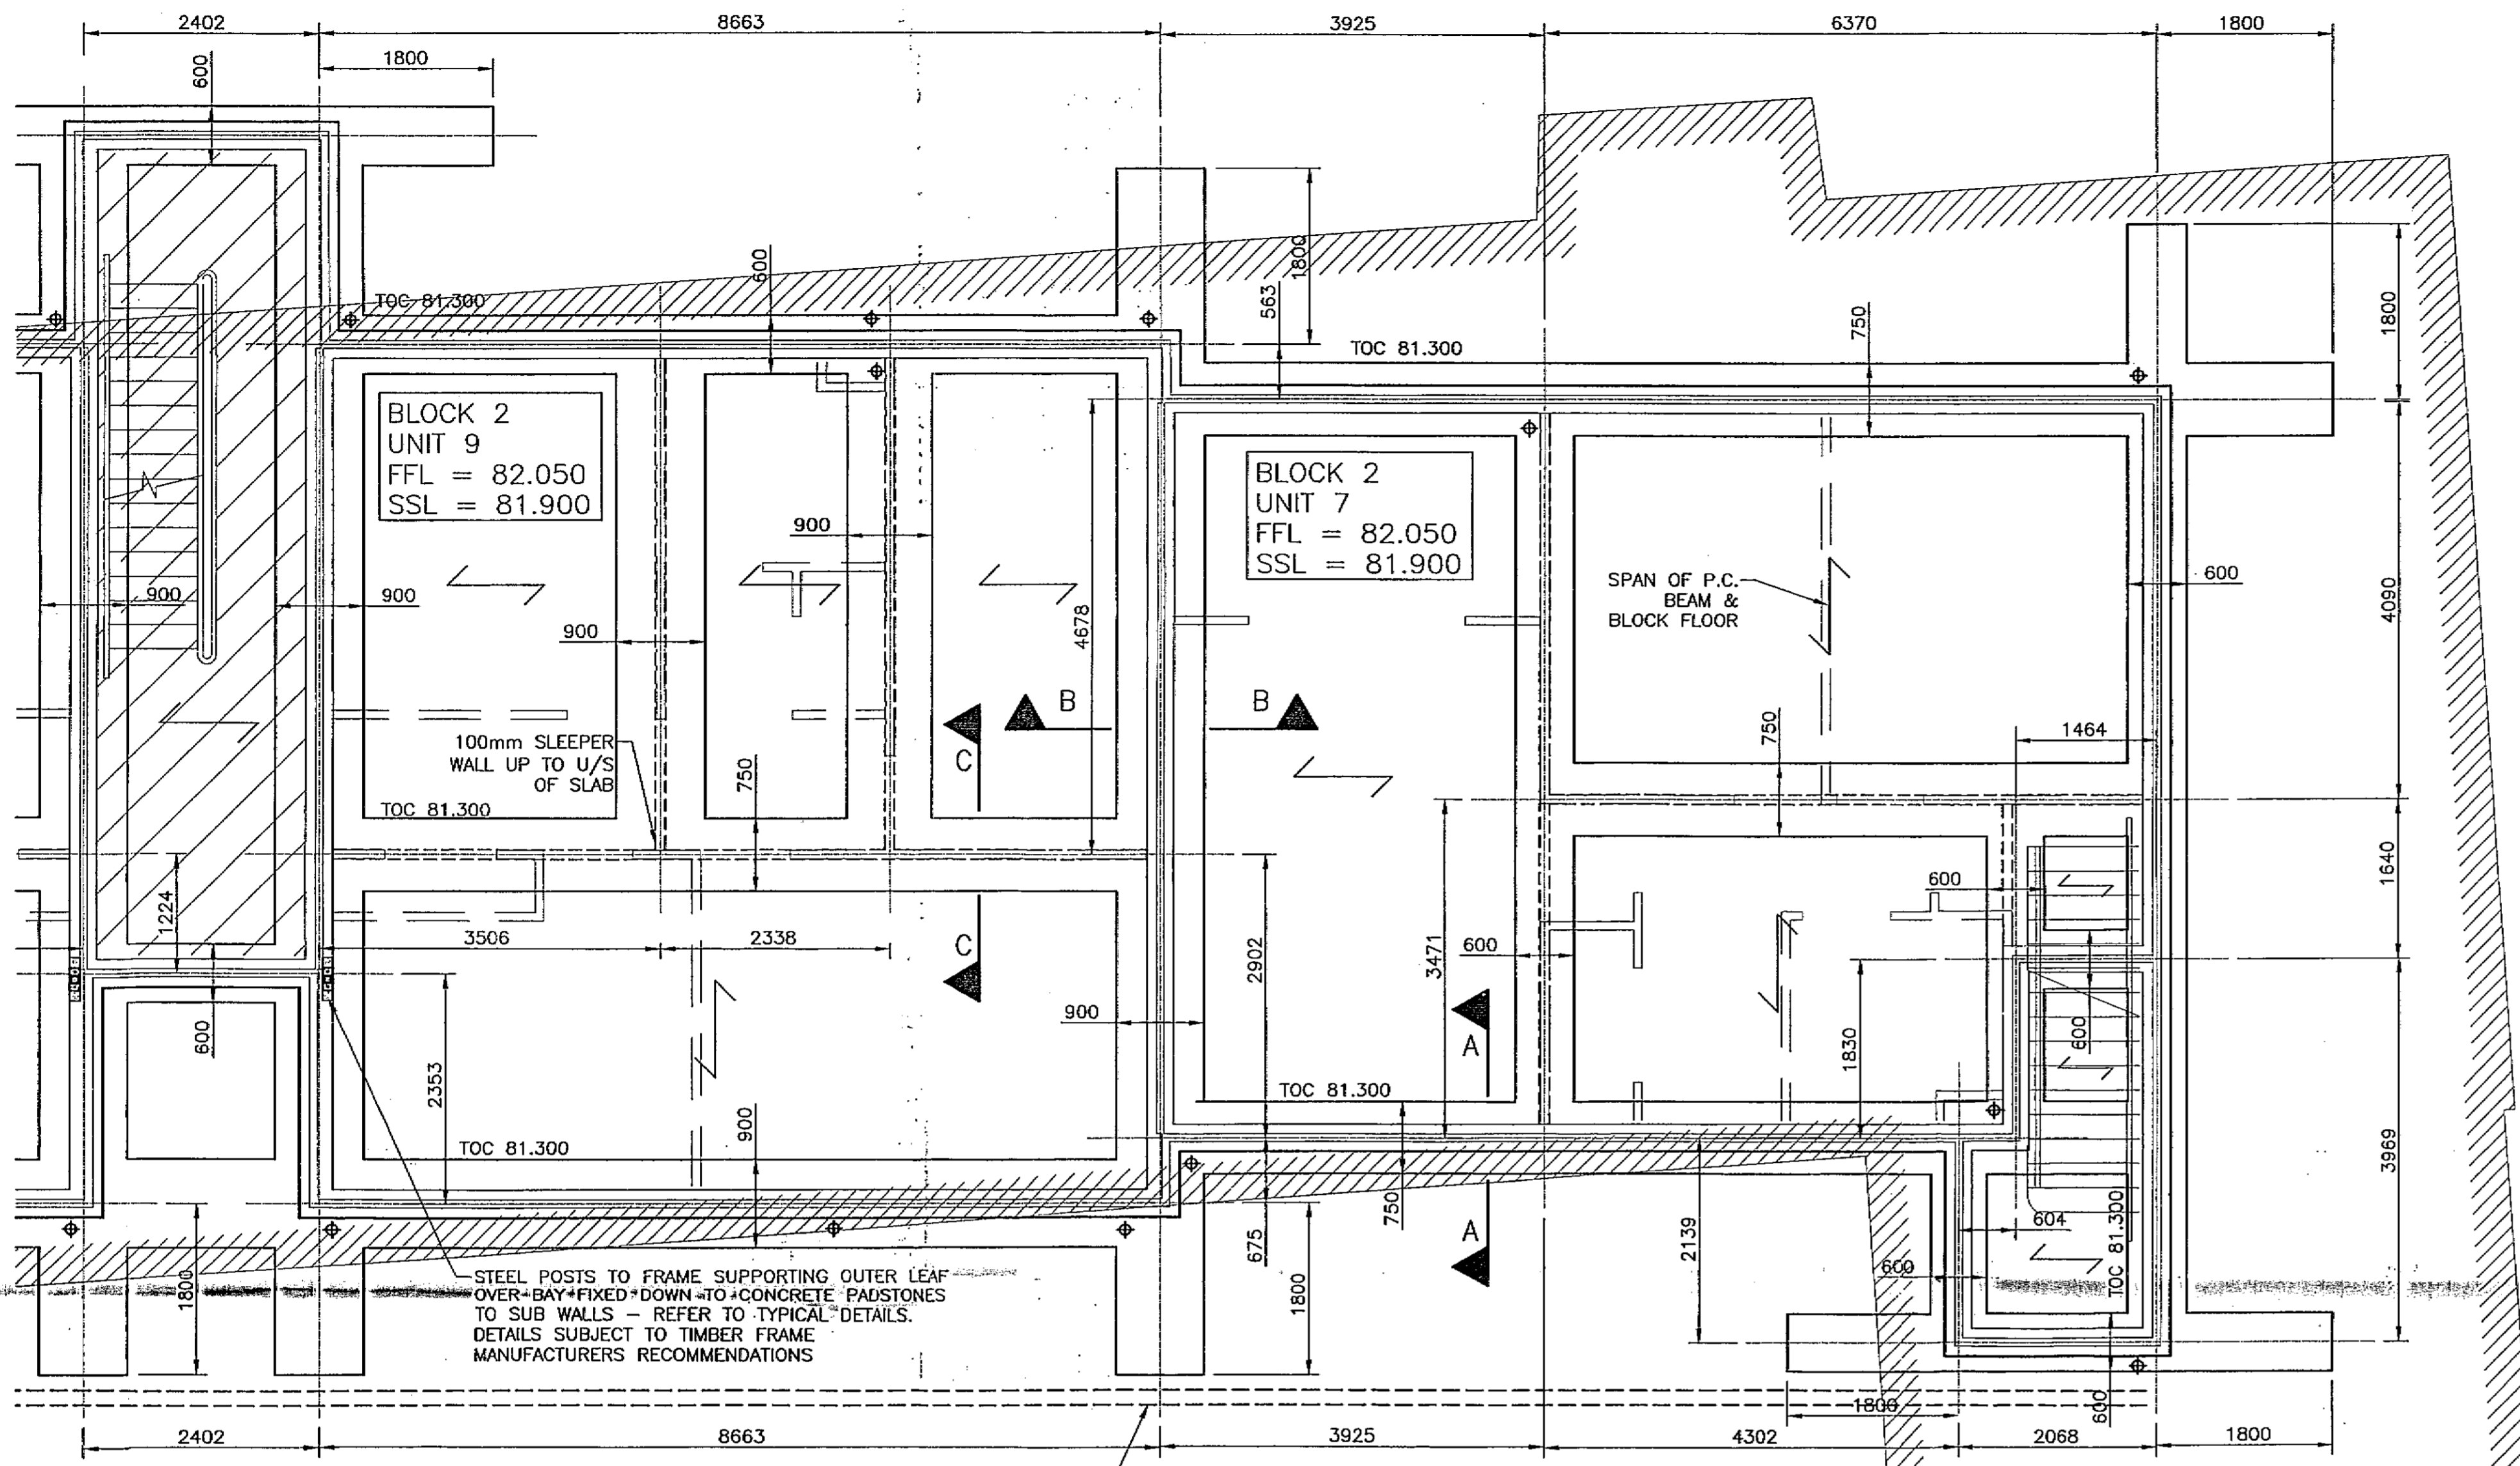 2402
8663
3925
6370
1800
1800
600
1800
600
563
750
1800
TOC 81.300
TOC 81.300
BLOCK 2
UNIT 9
FFL = 82.050
SSL = 81.900
BLOCK 2
UNIT 7
FFL = 82.050
SSL = 81.900
900
900
900
900
4678
SPAN OF P.C.
BEAM &
BLOCK FLOOR
600
4090
B
B
C
100mm SLEEPER
WALL UP TO U/S
OF SLAB
750
750
1464
TOC 81.300
1224
3506
2338
C
2902
3471
600
600
1640
600
2353
900
900
A
1830
600
TOC 81.300
TOC 81.300
3969
675
750
A
2139
604
600
TOC 81.300
1800
1800
STEEL POSTS TO FRAME SUPPORTING OUTER LEAF
OVER BAY FIXED DOWN TO CONCRETE PADSTONES
TO SUB WALLS – REFER TO TYPICAL DETAILS.
DETAILS SUBJECT TO TIMBER FRAME
MANUFACTURERS RECOMMENDATIONS
1800
600
2402
8663
3925
4302
2068
1800